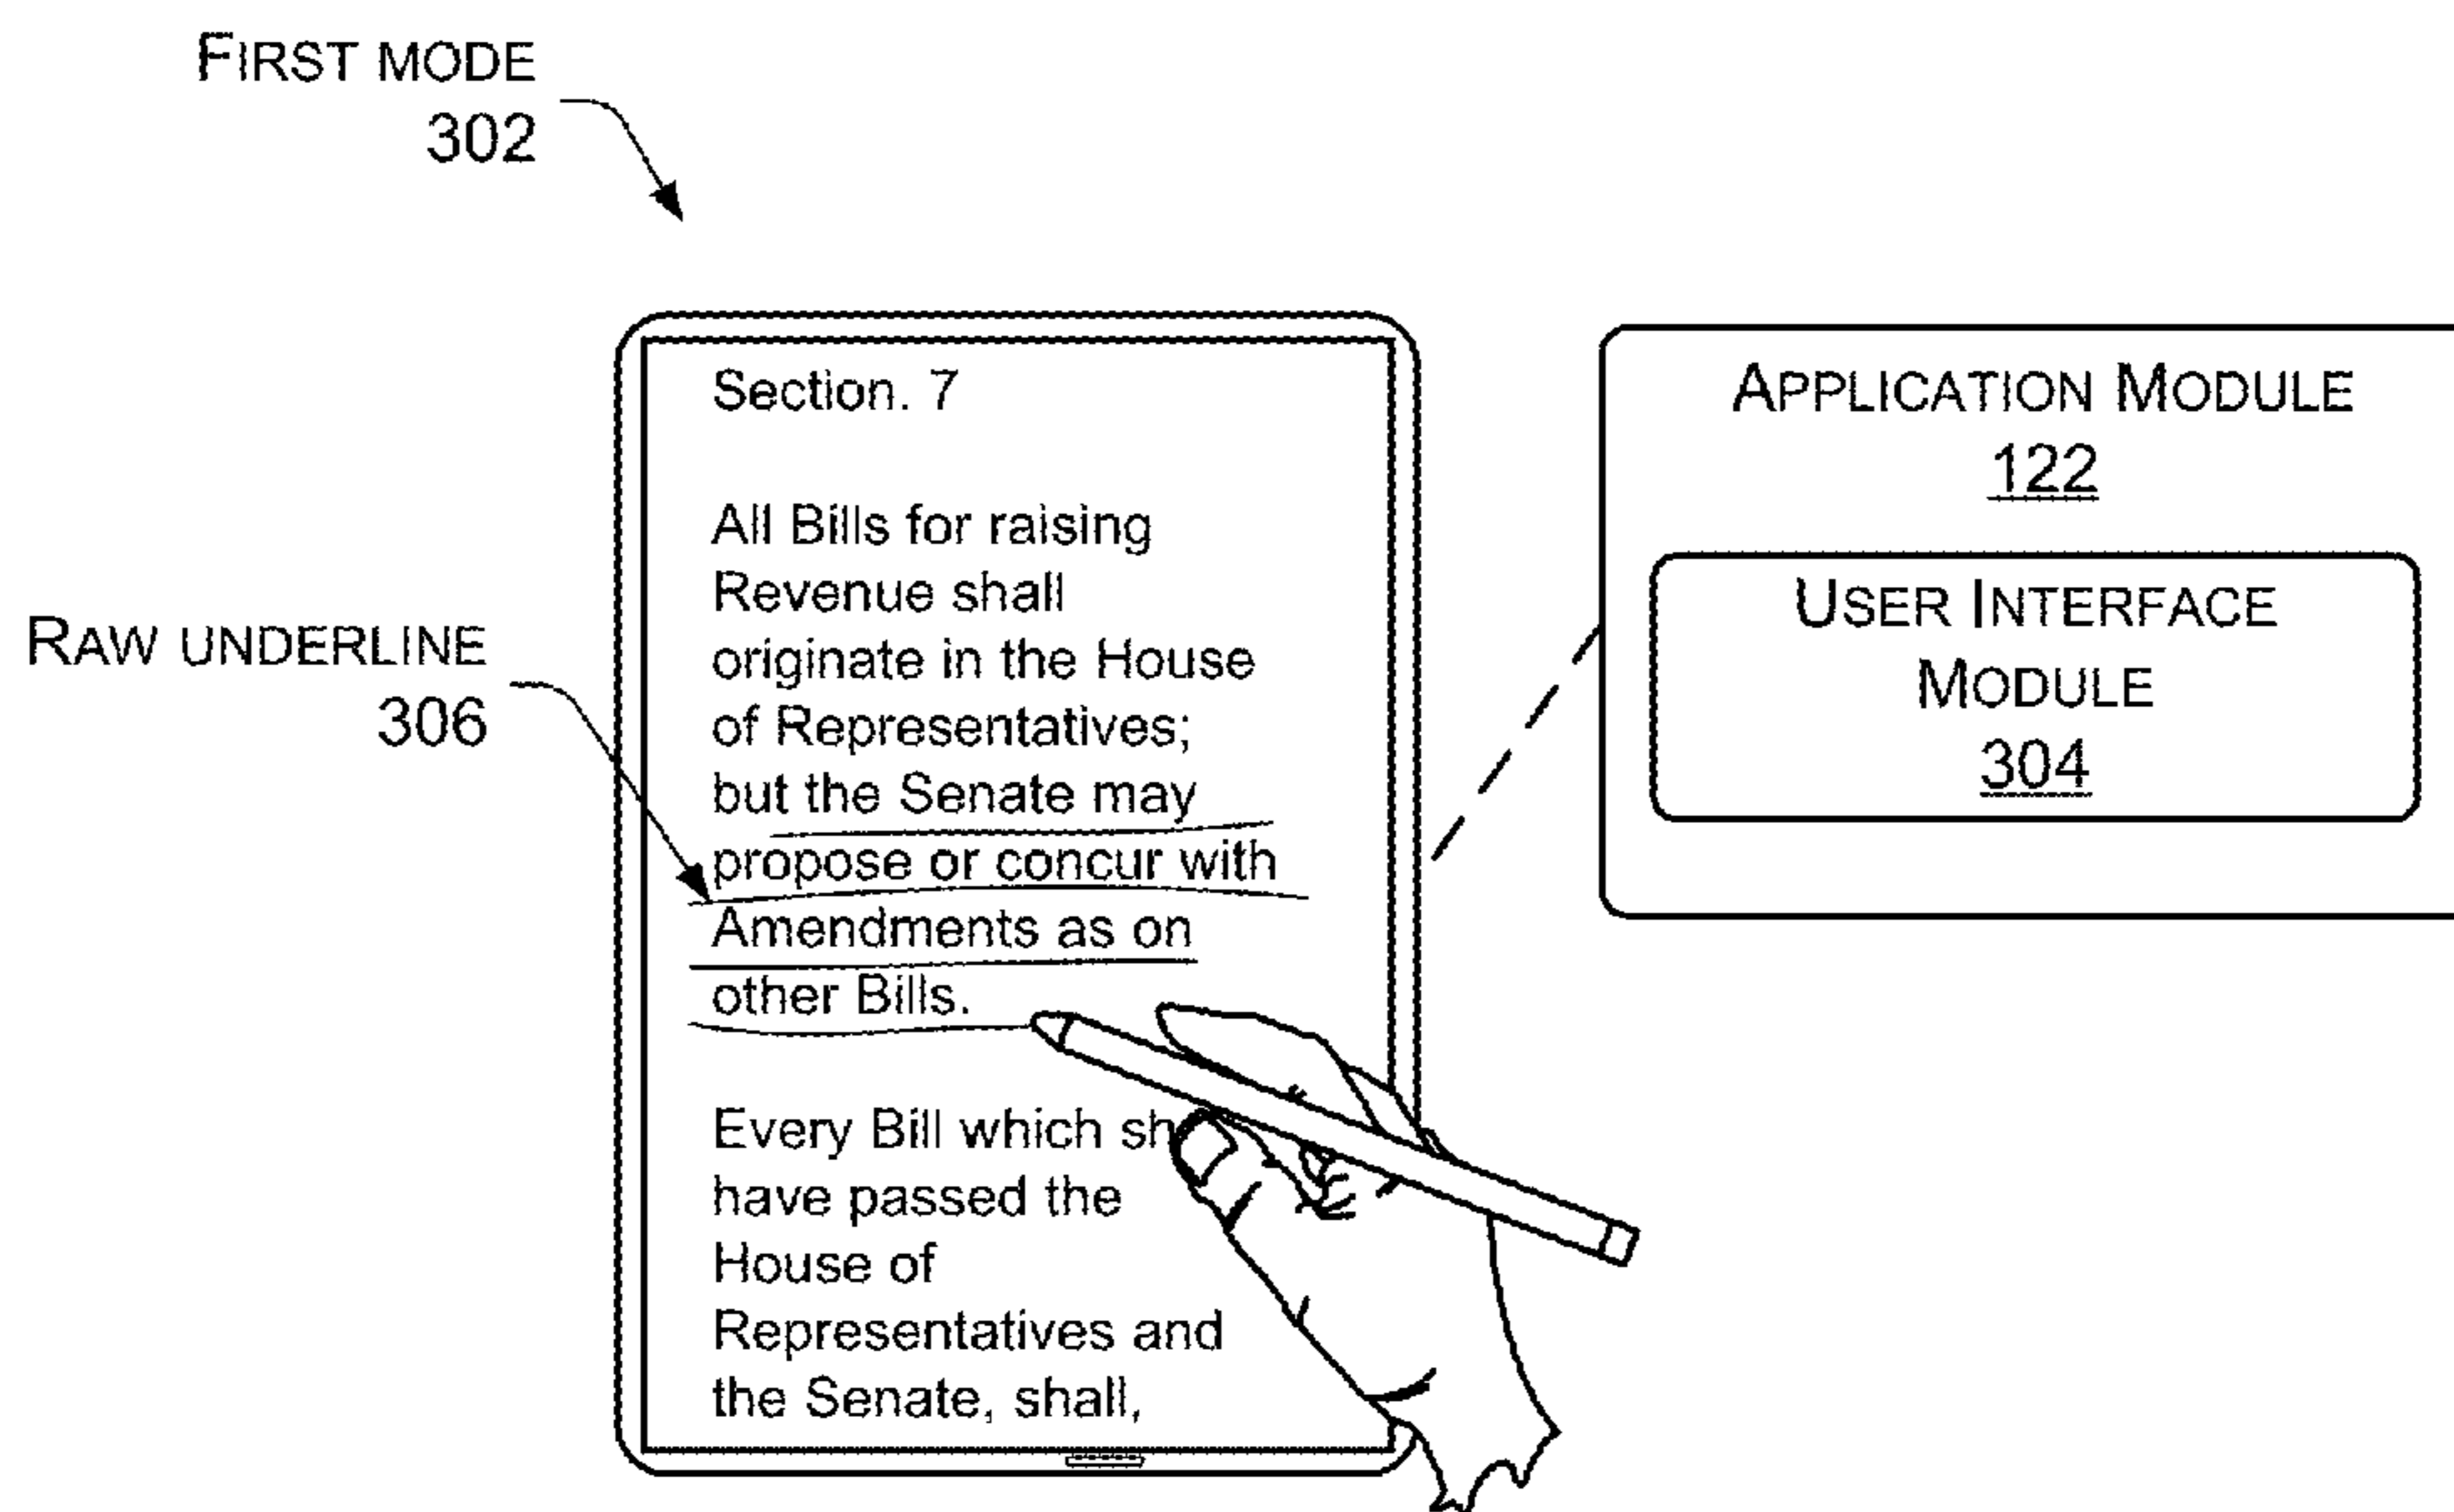 FIRST MODE
302
Section. 7
All Bills for raising
Revenue shall
originate in the House
of Representatives;
but the Senate may
propose or concur with
Amendments as on
other Bills.
Every Bill which sh
have passed the
House of
Representatives and
the Senate, shall,
RAW UNDERLINE
306
APPLICATION MODULE
122
USER INTERFACE
MODULE
304